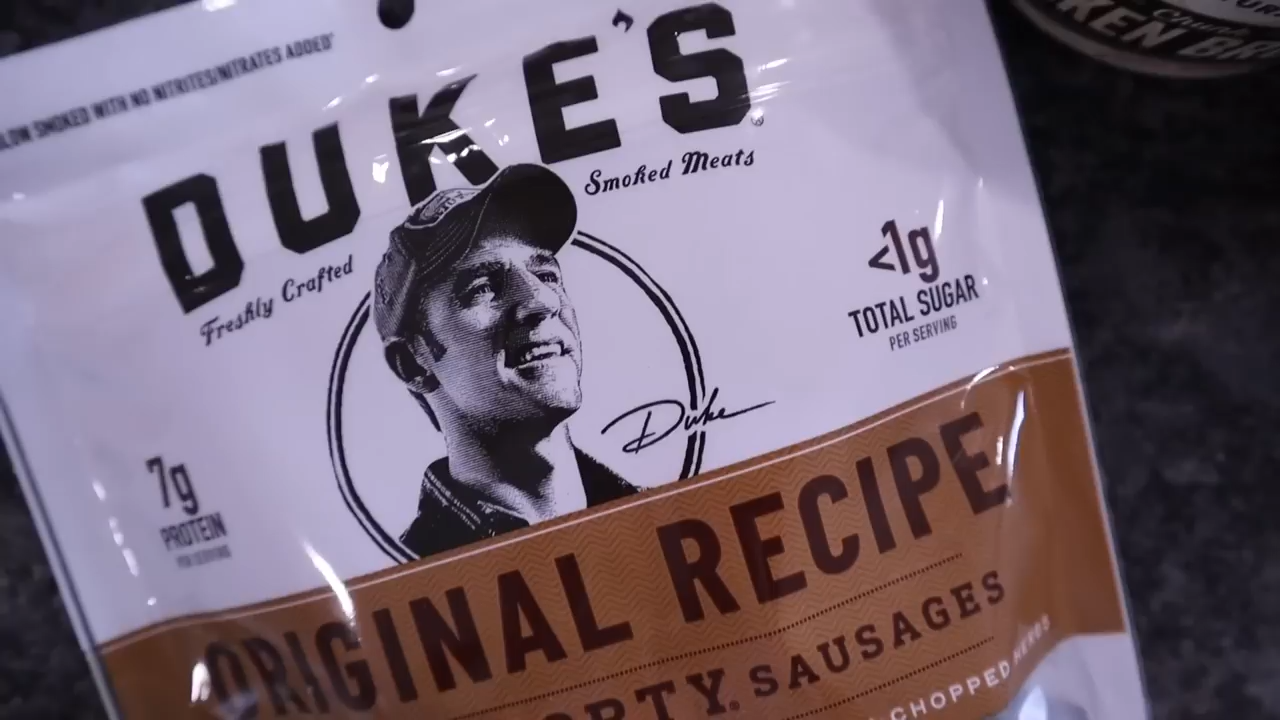 SLOW SMOKED WITH NO NITRITES/NITRATES ADDED*
DUKE'S®
Freshly Crafted
Smoked Meats
<1g
TOTAL SUGAR
PER SERVING
Duke
7g
PROTEIN
PER SERVING
ORIGINAL RECIPE
SAUSAGES
CHOPPED HERBS